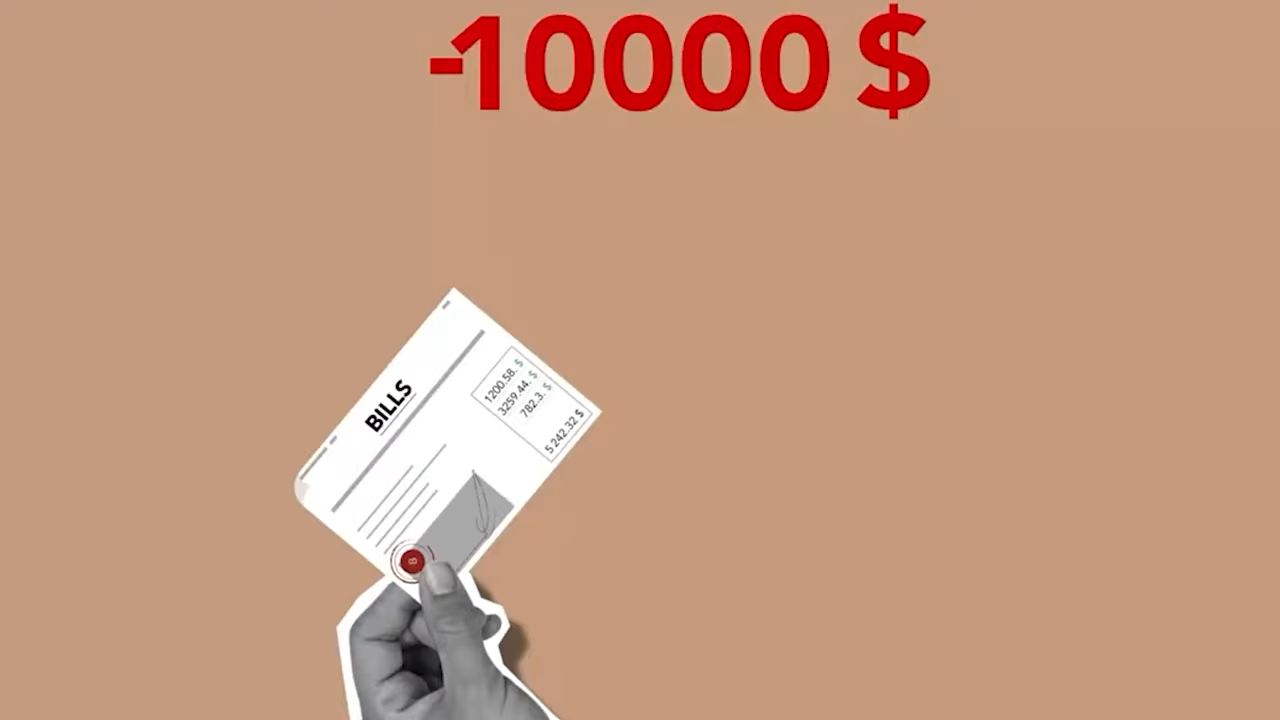 -10000 $
BILLS
1200.58. $
3259.44. $
782.3. $
5 242.32 $
B